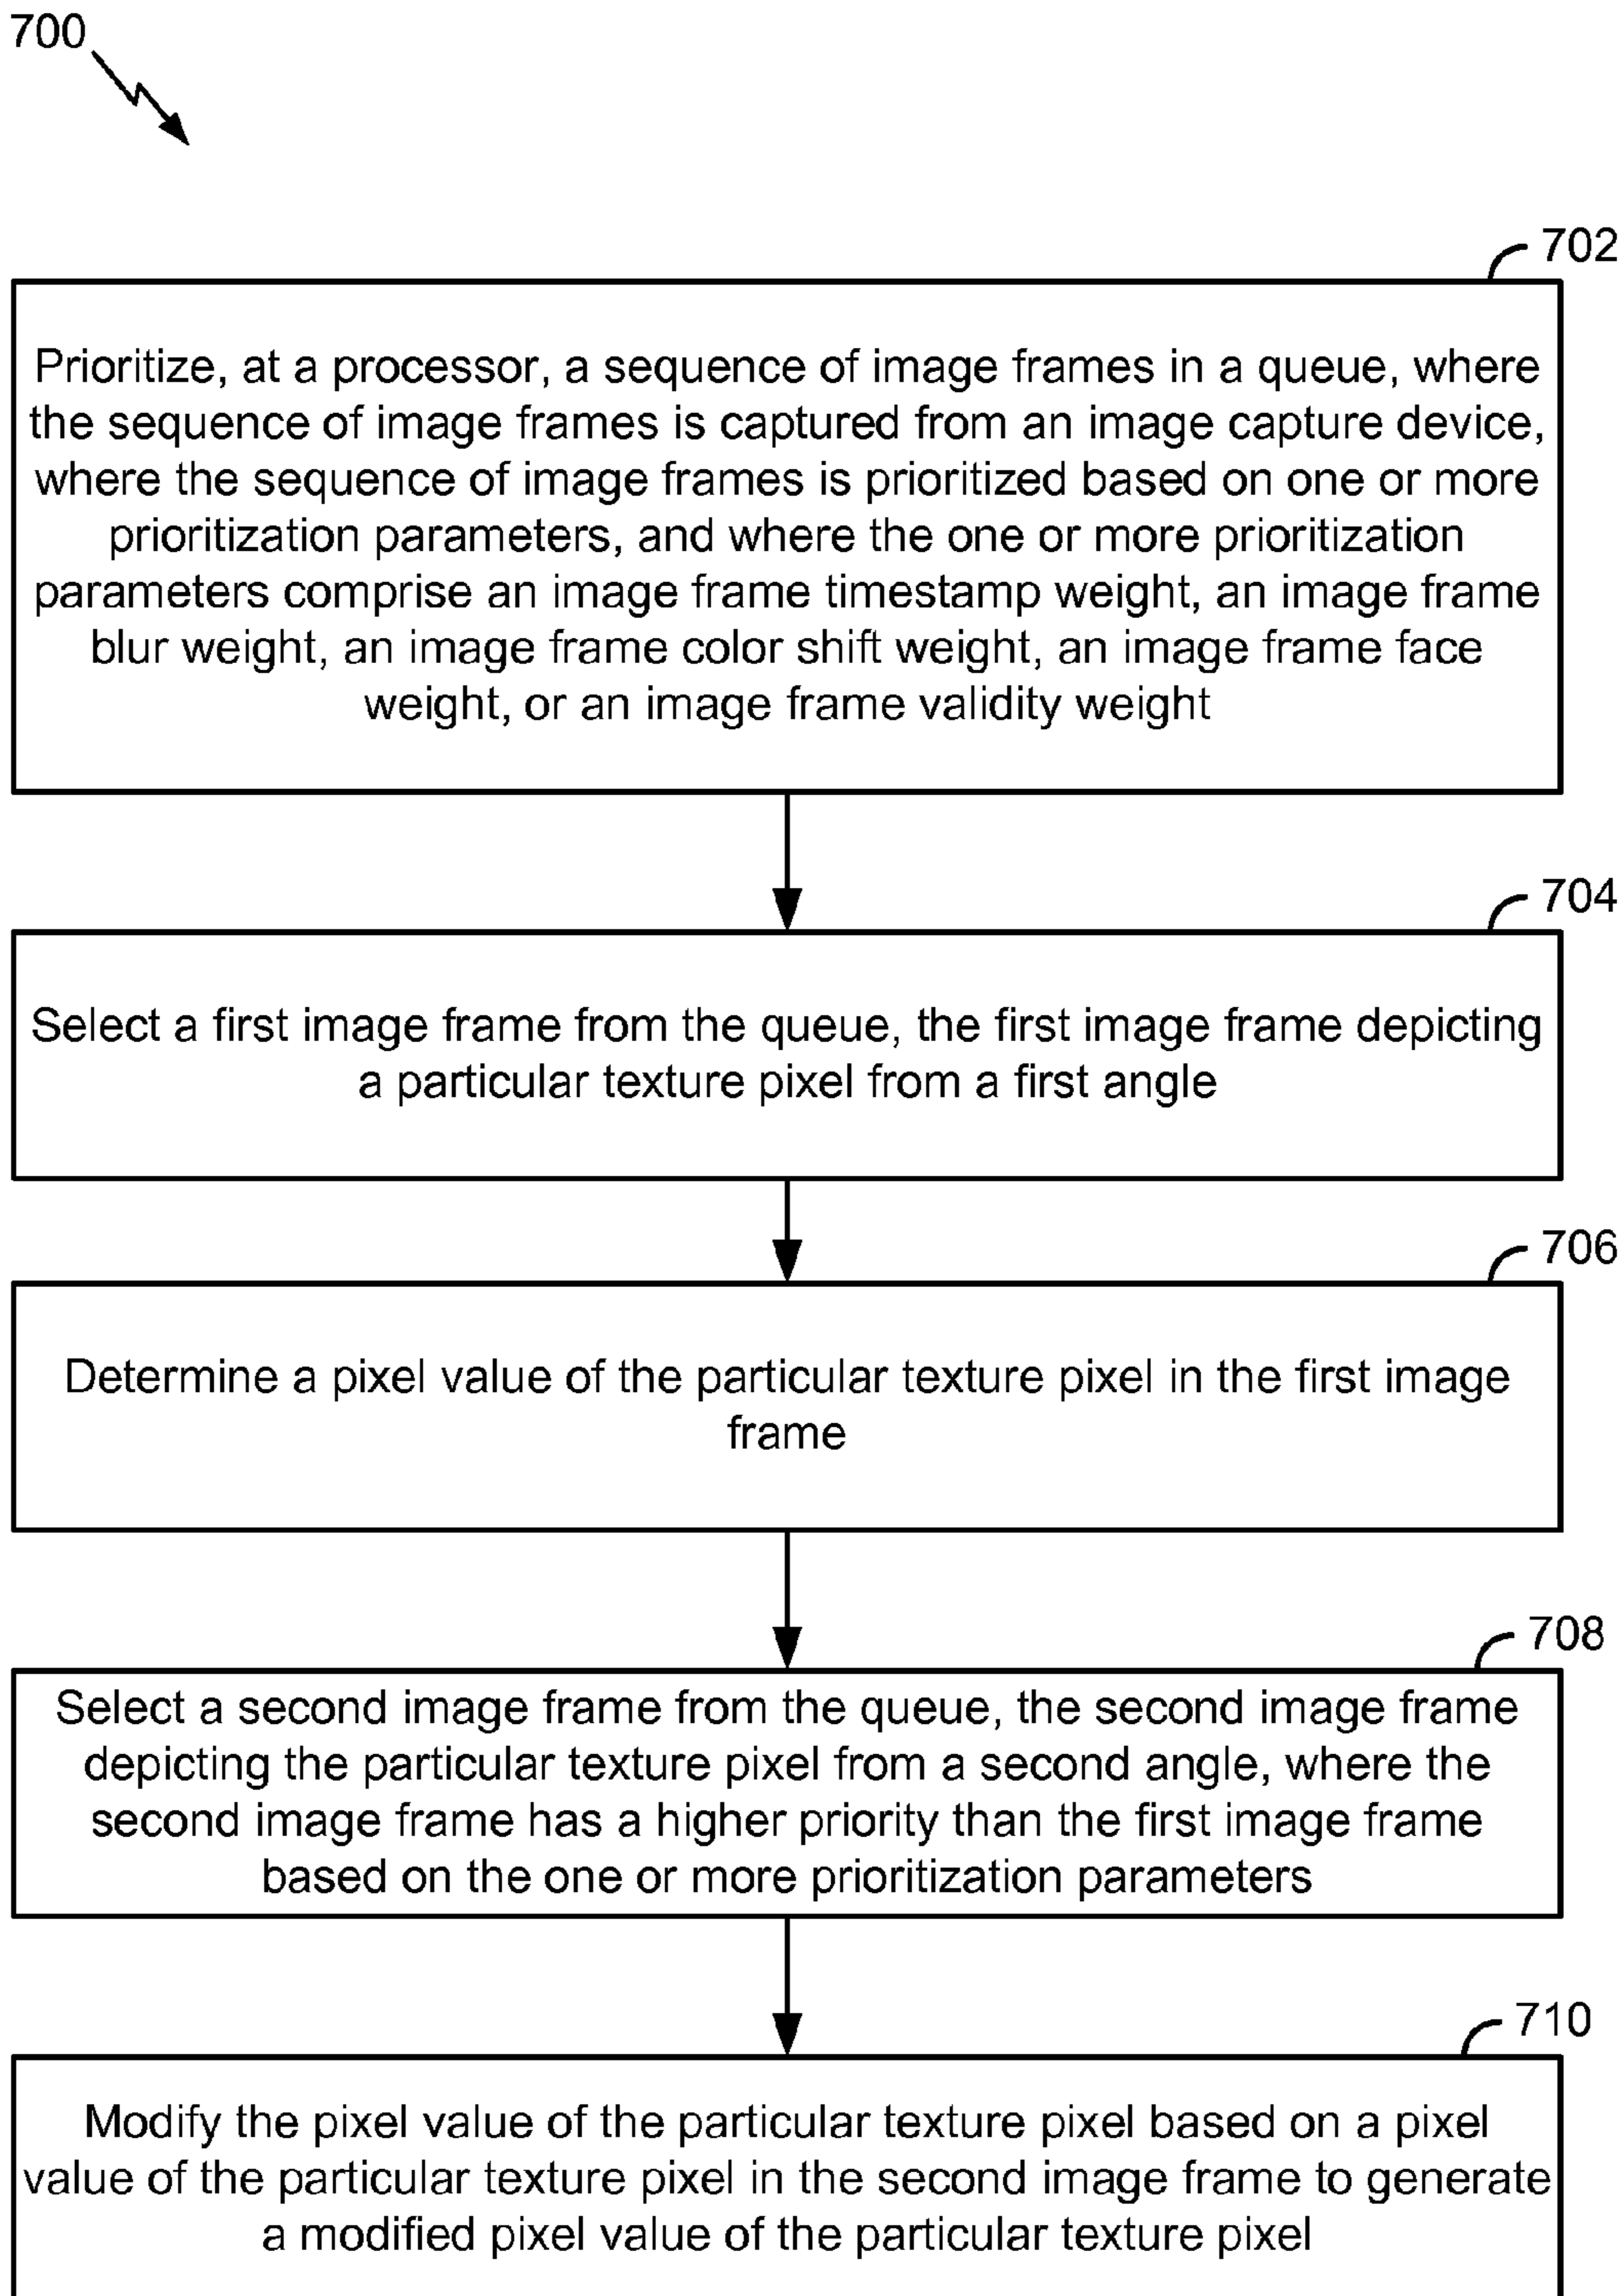 700
702
Prioritize, at a processor, a sequence of image frames in a queue, where
the sequence of image frames is captured from an image capture device,
where the sequence of image frames is prioritized based on one or more
prioritization parameters, and where the one or more prioritization
parameters comprise an image frame timestamp weight, an image frame
blur weight, an image frame color shift weight, an image frame face
weight, or an image frame validity weight
704
Select a first image frame from the queue, the first image frame depicting
a particular texture pixel from a first angle
706
Determine a pixel value of the particular texture pixel in the first image
frame
708
Select a second image frame from the queue, the second image frame
depicting the particular texture pixel from a second angle, where the
second image frame has a higher priority than the first image frame
based on the one or more prioritization parameters
710
Modify the pixel value of the particular texture pixel based on a pixel
value of the particular texture pixel in the second image frame to generate
a modified pixel value of the particular texture pixel